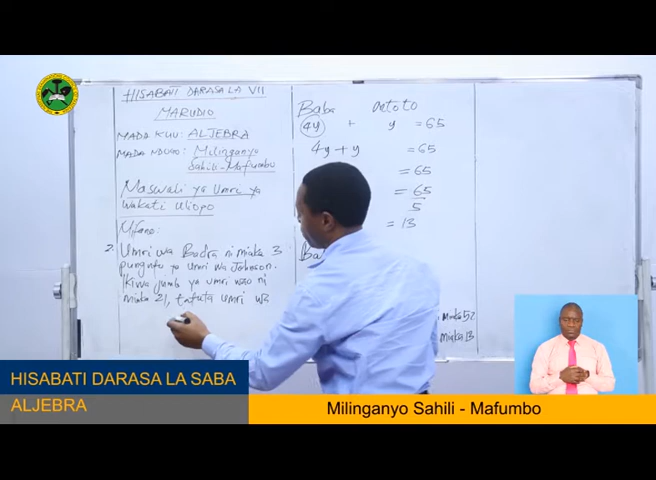 HISABATI DARASA LA VII
MARUDIO
MADA KUU: ALJEBRA
MADA NDOGO: Milinganyo
Sahili - Mafumbo
Maswali ya Umri ya
Wakati Uliopo
Mfano:
2. Umri wa Badra ni miaka 3
pungufu ya umri wa Johnson.
Ikiwa jumla ya umri wao ni
miaka 21, tafuta umri wa
Baba mtoto
4y + y = 65
4y + y = 65
= 65
= 65
5
= 13
Ba
miaka 52
miaka 13
HISABATI DARASA LA SABA
ALJEBRA
Milinganyo Sahili - Mafumbo